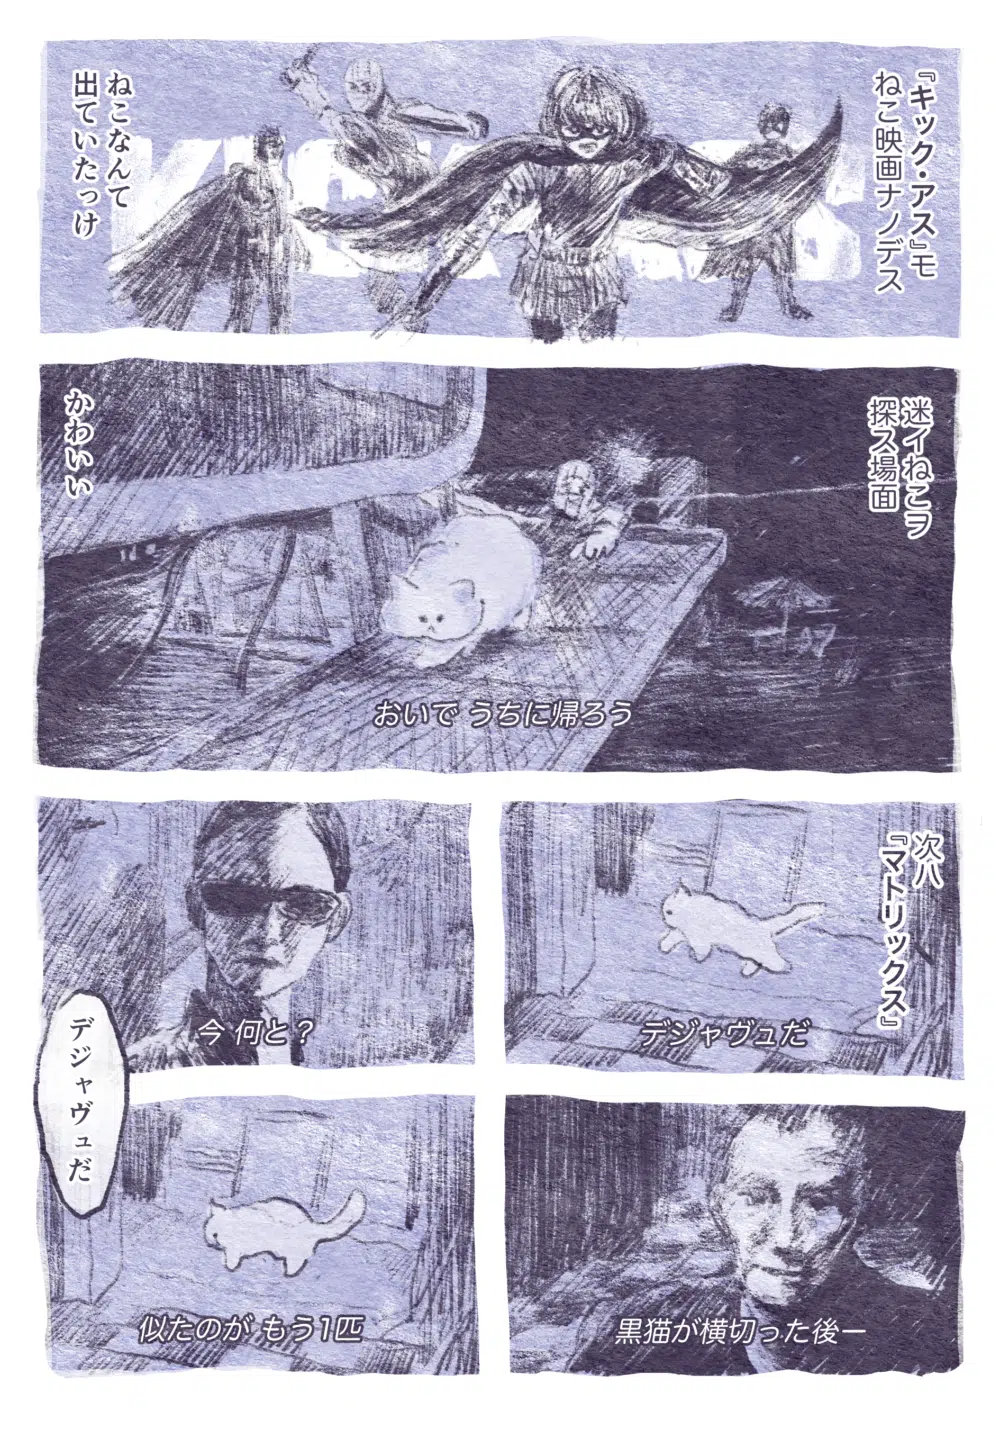 『キック・アス』モ
ねこ映画ナノデス
ねこなんて
出ていたっけ
迷イねこヲ
探ス場面
かわいい
おいで うちに帰ろう
次ハ
『マトリックス』
デジャヴュだ
今 何と?
黒猫が横切った後ー
似たのが もう1匹
デジャヴュだ